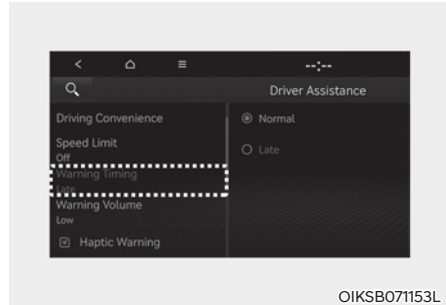 --:--
Driver Assistance
Driving Convenience
Normal
Speed Limit
Off
Late
Warning Timing
Late
Warning Volume
Low
Haptic Warning
OIKSB071153L